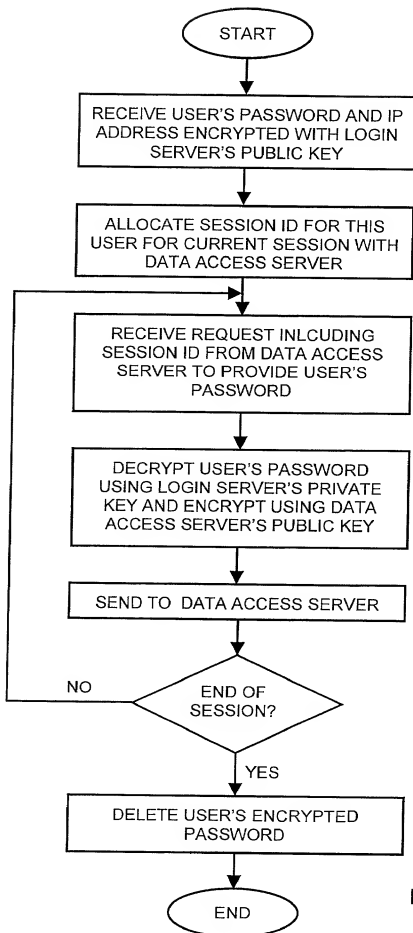 START
RECEIVE USER'S PASSWORD AND IP
ADDRESS ENCRYPTED WITH LOGIN
SERVER'S PUBLIC KEY
ALLOCATE SESSION ID FOR THIS
USER FOR CURRENT SESSION WITH
DATA ACCESS SERVER
RECEIVE REQUEST INLCUDING
SESSION ID FROM DATA ACCESS
SERVER TO PROVIDE USER'S
PASSWORD
DECRYPT USER'S PASSWORD
USING LOGIN SERVER'S PRIVATE
KEY AND ENCRYPT USING DATA
ACCESS SERVER'S PUBLIC KEY
SEND TO DATA ACCESS SERVER
NO
END OF
SESSION?
YES
DELETE USER'S ENCRYPTED
PASSWORD
END